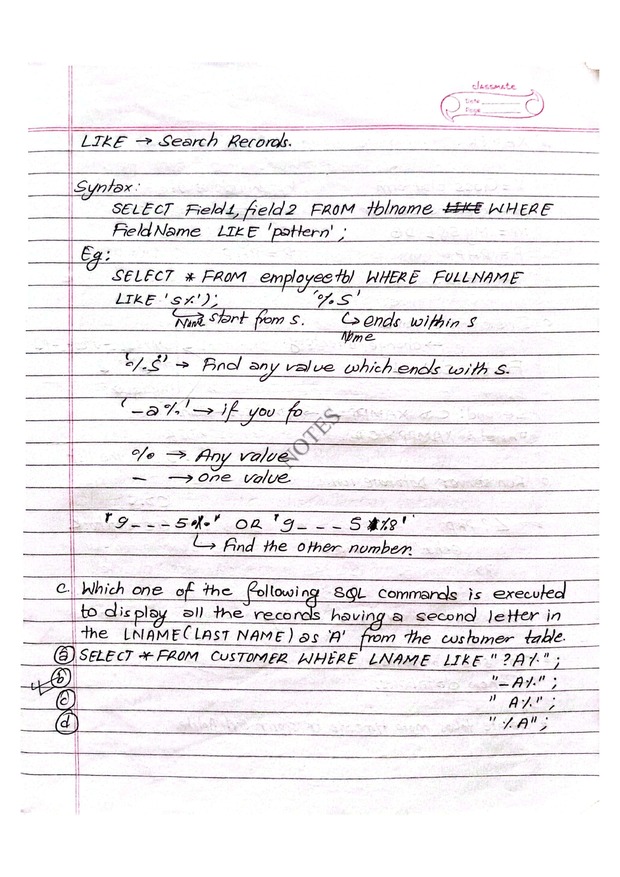 classmate
Date
Page
LIKE → Search Records.
Syntax:
SELECT Field1, field2 FROM tblname LIKE WHERE
FieldName LIKE 'pattern';
Eg:
SELECT * FROM employeetbl WHERE FULLNAME
LIKE 'S%'); '%S'
Name start from s. ↳ ends within s
Name
'%S' → Find any value which ends with s.
'_a%' → if you fo
NOTES
% → Any value
_ → one value
"9___5%" OR "9___5%8"
↳ Find the other number.
c. Which one of the following SQL commands is executed
to display all the records having a second letter in
the LNAME(LAST NAME) as 'A' from the customer table.
(a) SELECT * FROM CUSTOMER WHERE LNAME LIKE "?A%";
(b) "_A%";
(c) " A%";
(d) "%A";